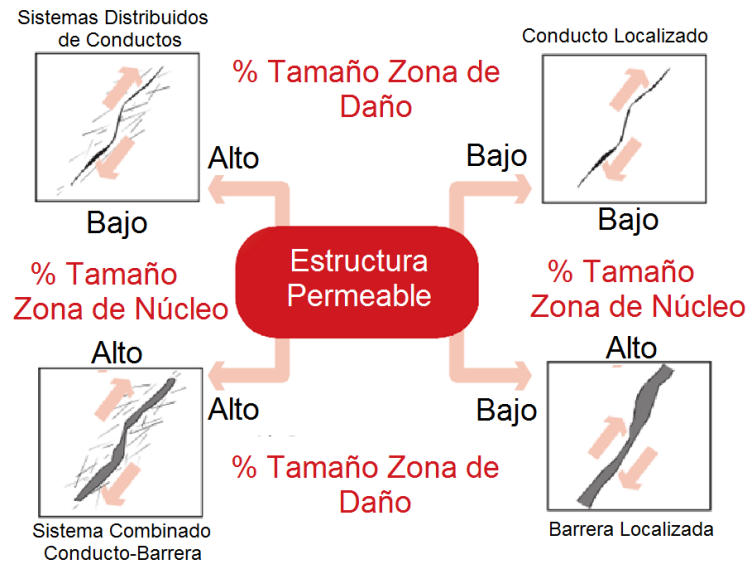 Sistemas Distribuidos
de Conductos
% Tamaño Zona de
Daño
Conducto Localizado
Alto
Bajo
Bajo
Bajo
% Tamaño
Zona de Núcleo
Estructura
Permeable
% Tamaño
Zona de Núcleo
Alto
Alto
Alto
Bajo
% Tamaño Zona de
Daño
Sistema Combinado
Conducto-Barrera
Barrera Localizada